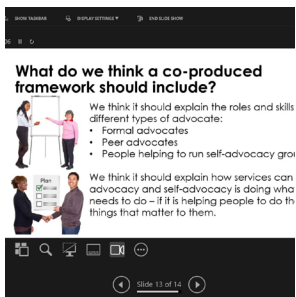 SHOW TASKBAR DISPLAY SETTINGS ▼ END SLIDE SHOW
What do we think a co-produced
framework should include?
We think it should explain the roles and skills
different types of advocate:
• Formal advocates
• Peer advocates
• People helping to run self-advocacy grou
Plan
We think it should explain how services can
advocacy and self-advocacy is doing wha
needs to do – if it is helping people to do th
things that matter to them.
Slide 13 of 14